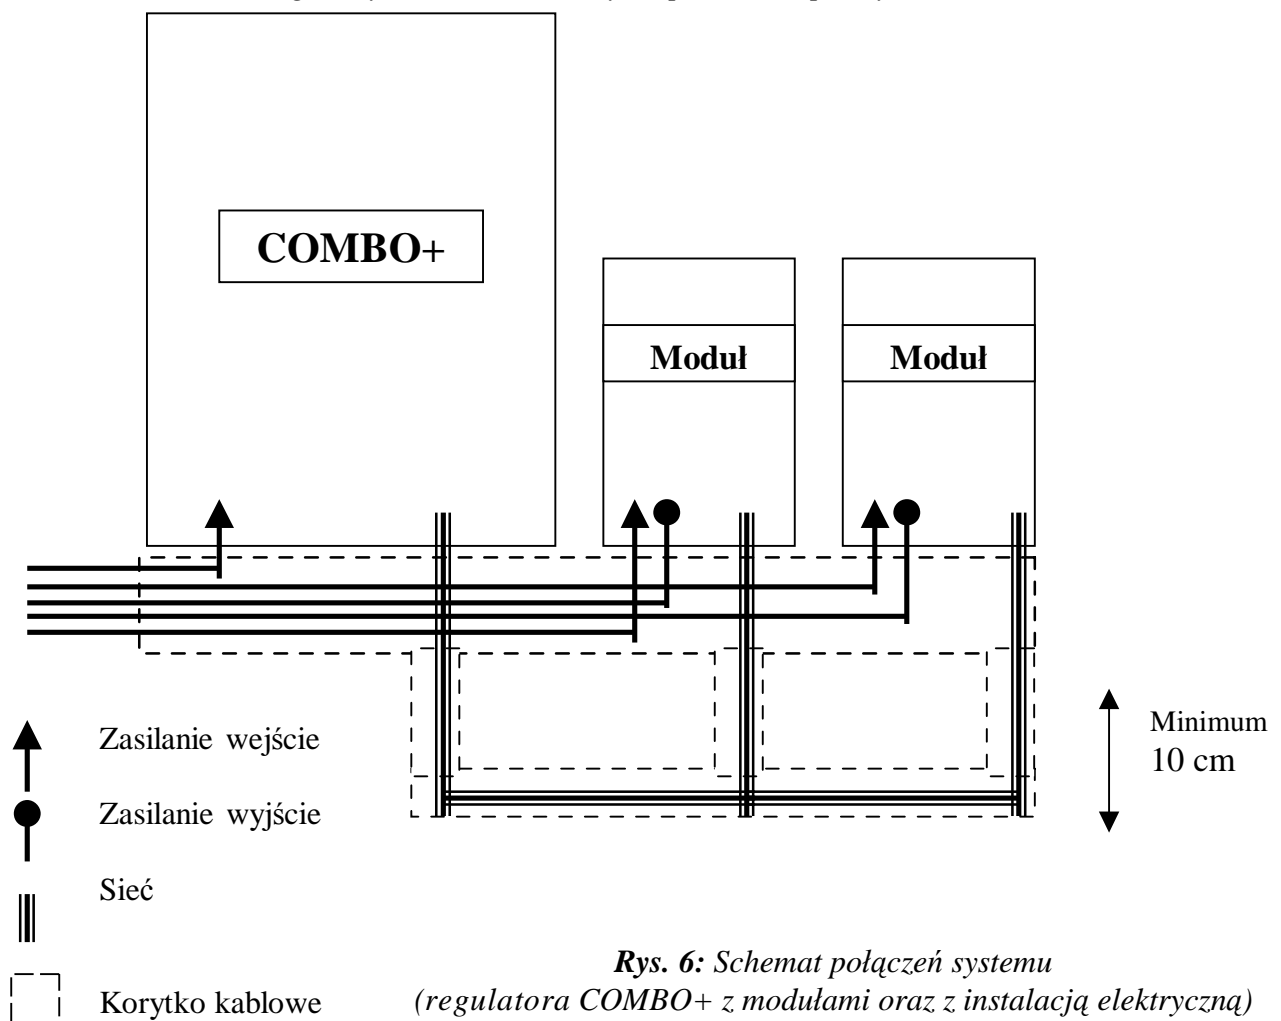 COMBO+
Moduł
Moduł
Zasilanie wejście
Zasilanie wyjście
Sieć
Korytko kablowe
Minimum
10 cm
Rys. 6: Schemat połączeń systemu
(regulatora COMBO+ z modułami oraz z instalacją elektryczną)